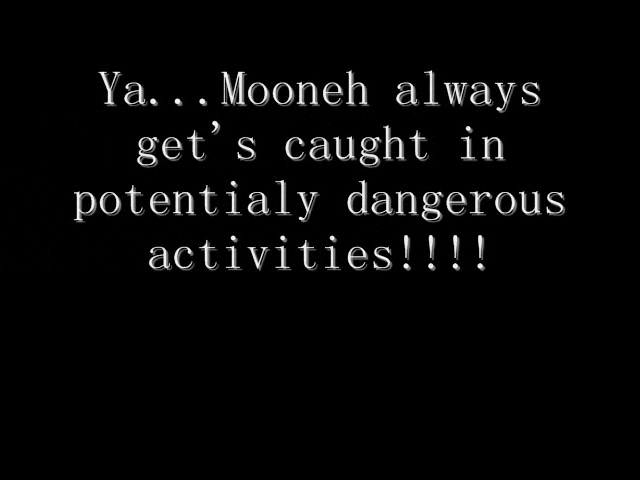 Ya...Mooneh always
get's caught in
potentialy dangerous
activities!!!!